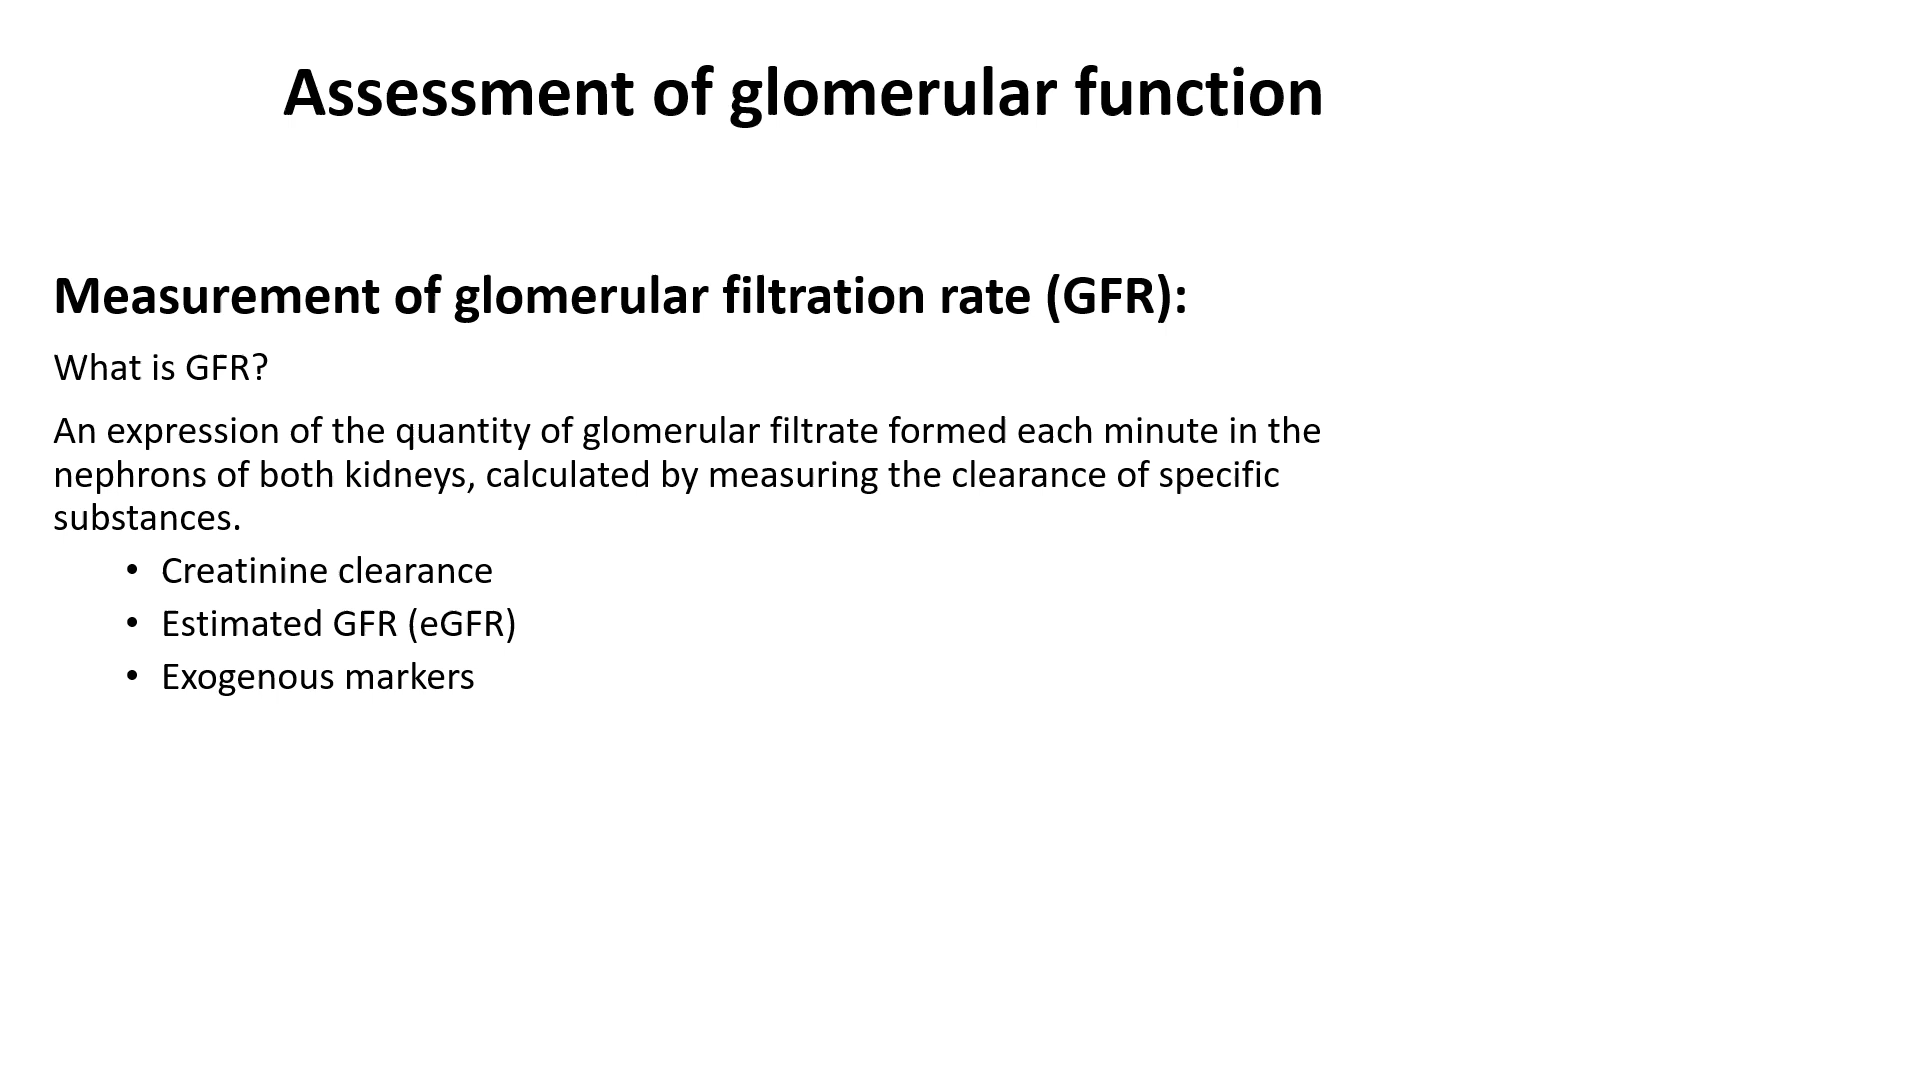 Assessment of glomerular function
Measurement of glomerular filtration rate (GFR):
What is GFR?
An expression of the quantity of glomerular filtrate formed each minute in the
nephrons of both kidneys, calculated by measuring the clearance of specific
substances.
• Creatinine clearance
• Estimated GFR (eGFR)
• Exogenous markers